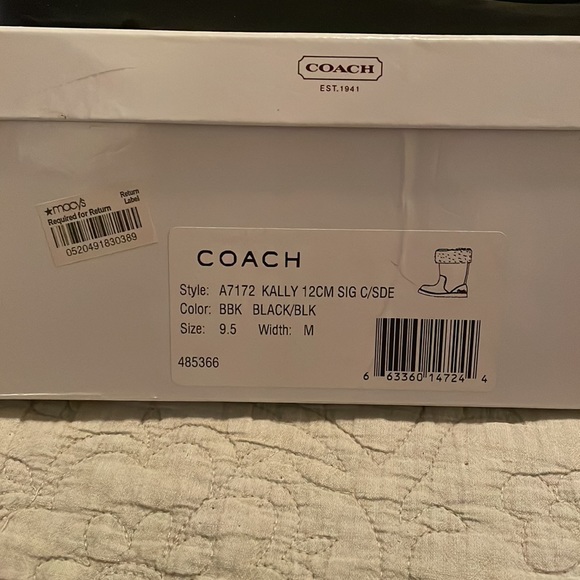 COACH
EST.1941
★macy's
Required for Return
Return
Label
0520491830389
COACH
Style: A7172 KALLY 12CM SIG C/SDE
Color: BBK BLACK/BLK
Size: 9.5 Width: M
485366
6 63360 14724 4